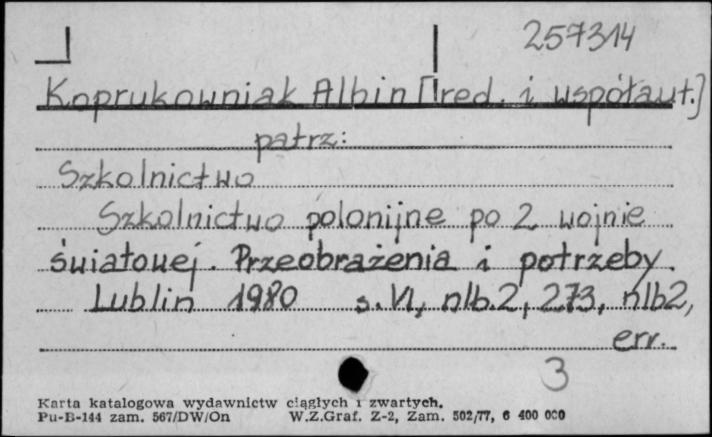 257314
Koprukowniak Albin [red. i współaut.]
patrz:
Szkolnictwo
Szkolnictwo polonijne po 2 wojnie
światowej. Przeobrażenia i potrzeby.
Lublin 1980 s. VI, nlb.2, 273, nlb2,
err.
3
Karta katalogowa wydawnictw ciągłych i zwartych.
Pu-B-144 zam. 567/DW/On W.Z.Graf. Z-2, Zam. 502/77, 6 400 000